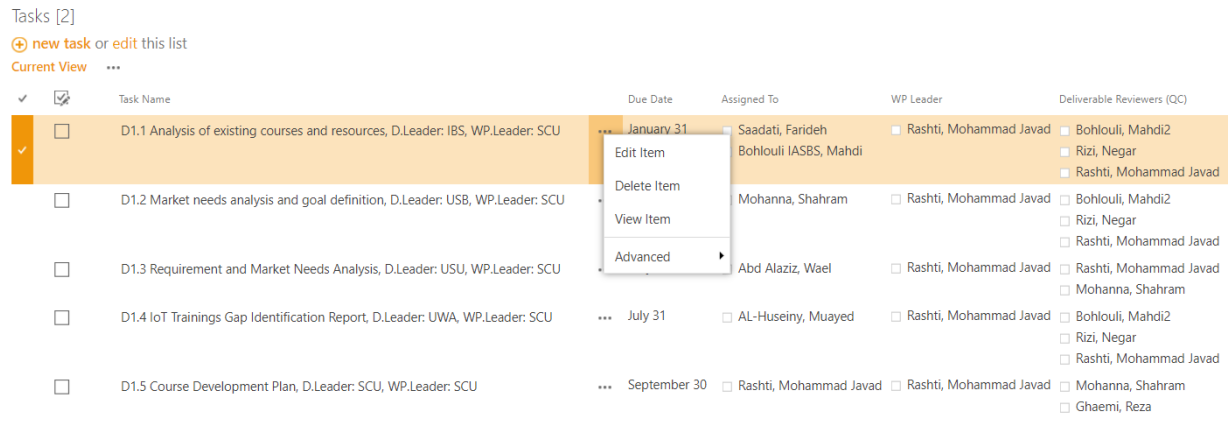 Tasks [2]
new task or edit this list
Current View ...
Task Name Due Date Assigned To WP Leader Deliverable Reviewers (QC)
D1.1 Analysis of existing courses and resources, D.Leader: IBS, WP.Leader: SCU ... January 31 Saadati, Farideh Rashti, Mohammad Javad Bohlouli, Mahdi2
Edit Item Bohlouli IASBS, Mahdi Rizi, Negar
Rashti, Mohammad Javad
Delete Item
D1.2 Market needs analysis and goal definition, D.Leader: USB, WP.Leader: SCU Mohanna, Shahram Rashti, Mohammad Javad Bohlouli, Mahdi2
View Item Rizi, Negar
Rashti, Mohammad Javad
Advanced
D1.3 Requirement and Market Needs Analysis, D.Leader: USU, WP.Leader: SCU Abd Alaziz, Wael Rashti, Mohammad Javad Rashti, Mohammad Javad
Mohanna, Shahram
D1.4 IoT Trainings Gap Identification Report, D.Leader: UWA, WP.Leader: SCU ... July 31 AL-Huseiny, Muayed Rashti, Mohammad Javad Bohlouli, Mahdi2
Rizi, Negar
Rashti, Mohammad Javad
D1.5 Course Development Plan, D.Leader: SCU, WP.Leader: SCU ... September 30 Rashti, Mohammad Javad Rashti, Mohammad Javad Mohanna, Shahram
Ghaemi, Reza